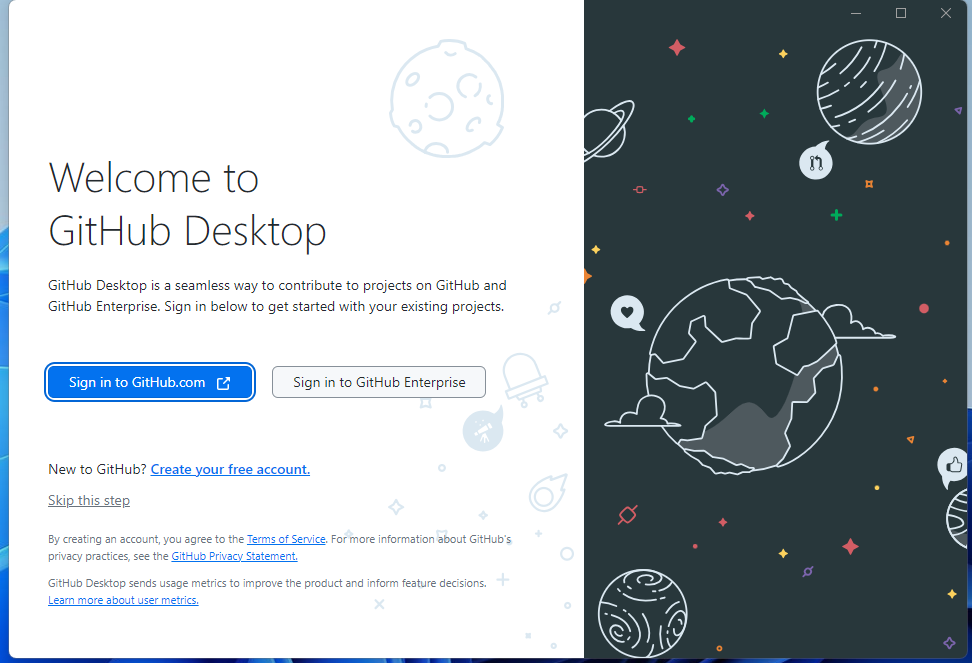 Welcome to
GitHub Desktop
GitHub Desktop is a seamless way to contribute to projects on GitHub and
GitHub Enterprise. Sign in below to get started with your existing projects.
Sign in to GitHub.com
Sign in to GitHub Enterprise
New to GitHub? Create your free account.
Skip this step
By creating an account, you agree to the Terms of Service. For more information about GitHub's
privacy practices, see the GitHub Privacy Statement.
GitHub Desktop sends usage metrics to improve the product and inform feature decisions.
Learn more about user metrics.